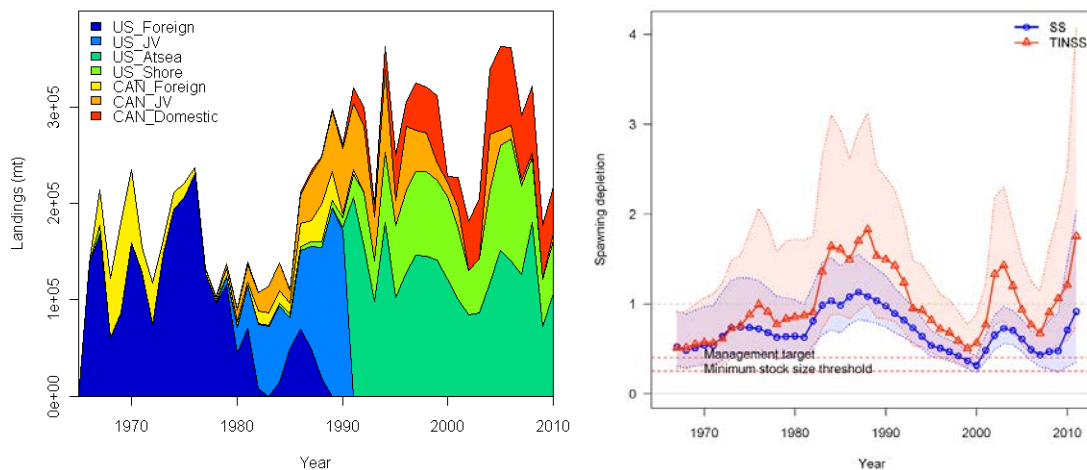 US_Foreign
US_JV
US_Atsea
US_Shore
CAN_Foreign
CAN_JV
CAN_Domestic
Landings (mt)
3e+05
2e+05
1e+05
0e+00
1970
1980
1990
2000
2010
Year
SS
TINSS
Spawning depletion
4
3
2
1
0
Management target
Minimum stock size threshold
1970
1980
1990
2000
2010
Year